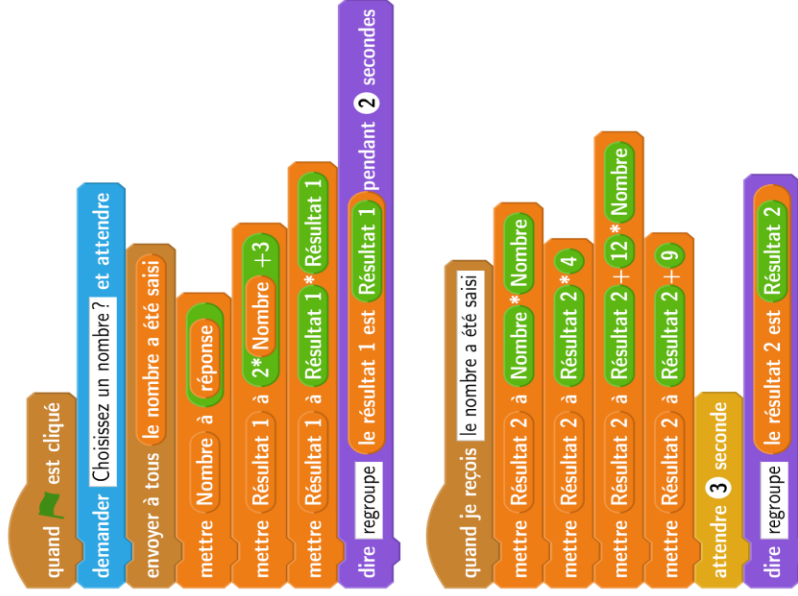 quand est cliqué
demander Choisissez un nombre ? et attendre
envoyer à tous le nombre a été saisi
mettre Nombre à réponse
mettre Résultat 1 à 2* Nombre +3
mettre Résultat 1 à Résultat 1 * Résultat 1
dire regroupe le résultat 1 est Résultat 1 pendant 2 secondes
quand je reçois le nombre a été saisi
mettre Résultat 2 à Nombre * Nombre
mettre Résultat 2 à Résultat 2 * 4
mettre Résultat 2 à Résultat 2 + 12 * Nombre
mettre Résultat 2 à Résultat 2 + 9
attendre 3 seconde
dire regroupe le résultat 2 est Résultat 2